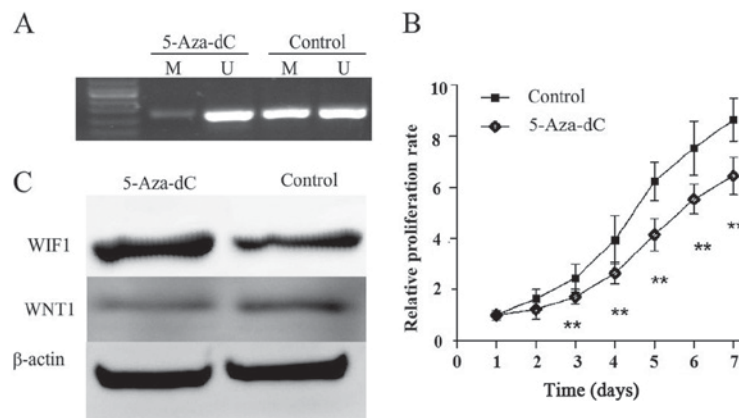 A
5-Aza-dC Control
M U M U
B
Control
5-Aza-dC
Relative proliferation rate
10
8
6
4
2
0
** ** ** ** **
0 1 2 3 4 5 6 7
Time (days)
C
5-Aza-dC Control
WIF1
WNT1
β-actin